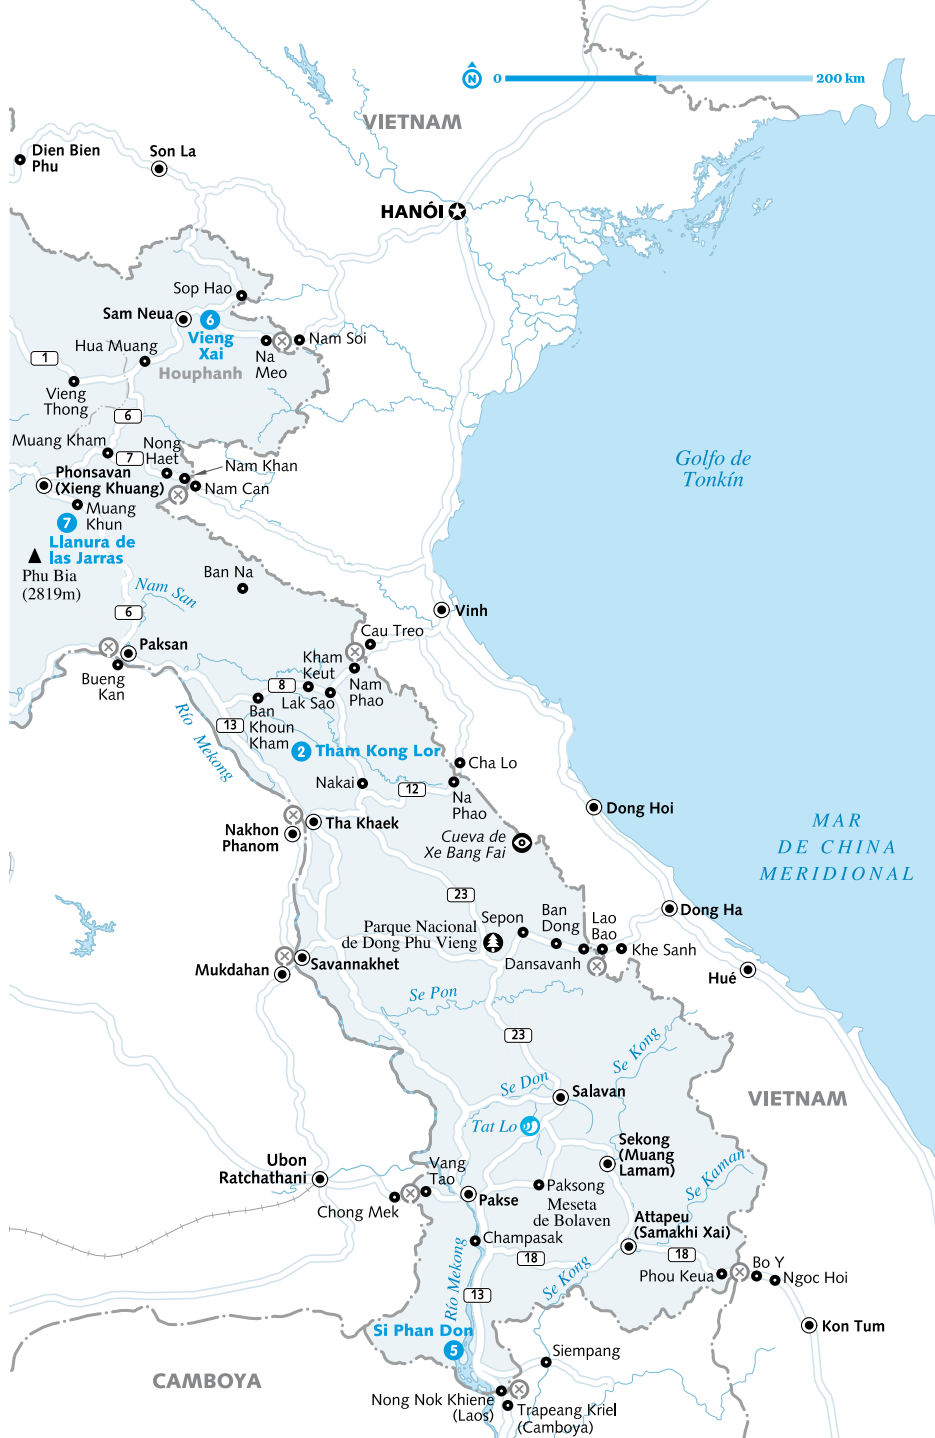 N
0
200 km
VIETNAM
Dien Bien
Phu
Son La
HANÓI
Sop Hao
Sam Neua
6
Vieng
Xai
Nam Soi
Na
Meo
Hua Muang
Houphanh
1
Vieng
Thong
6
Muang Kham
Nong
Haet
7
Nam Khan
Phonsavan
(Xieng Khuang)
Nam Can
Muang
Khun
7
Llanura de
las Jarras
Phu Bia
(2819m)
Golfo de
Tonkín
Ban Na
Nam San
6
Vinh
Cau Treo
Paksan
Kham
Keut
Bueng
Kan
8
Lak Sao
Nam
Phao
Río Mekong
13
Ban
Khoun
Kham
2
Tham Kong Lor
Cha Lo
Nakai
12
Na
Phao
Dong Hoi
Tha Khaek
Nakhon
Phanom
Cueva de
Xe Bang Fai
MAR
DE CHINA
MERIDIONAL
23
Parque Nacional
de Dong Phu Vieng
Sepon
Ban
Dong
Lao
Bao
Dong Ha
Khe Sanh
Dansavanh
Mukdahan
Savannakhet
Hué
Se Pon
23
Se Kong
Se Don
Salavan
VIETNAM
Tat Lo
Sekong
(Muang
Lamam)
Ubon
Ratchathani
Vang
Tao
Se Kaman
Chong Mek
Pakse
Paksong
Meseta
de Bolaven
Attapeu
(Samakhi Xai)
Champasak
18
18
Phou Keua
Bo Y
Ngoc Hoi
Río Mekong
13
Se Kong
Si Phan Don
5
Kon Tum
Siempang
CAMBOYA
Nong Nok Khiene
(Laos)
Trapeang Kriel
(Camboya)